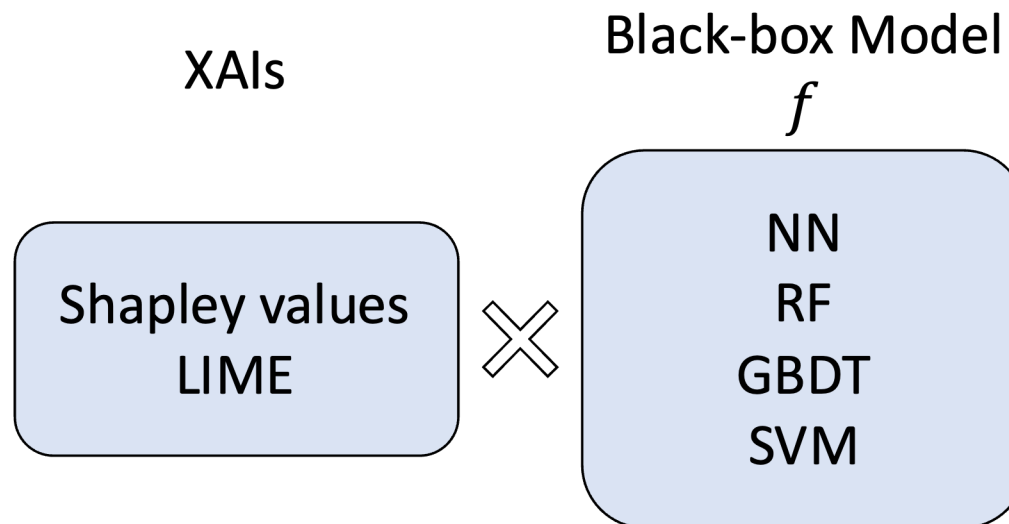 XAIs
Black-box Model
f
Shapley values
LIME
NN
RF
GBDT
SVM